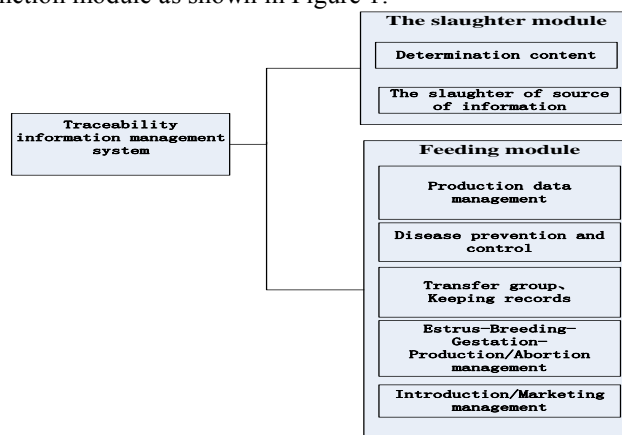 nction module as shown in Figure 1.
The slaughter module
Determination content
The slaughter of source
of information
Traceability
information management
system
Feeding module
Production data
management
Disease prevention and
control
Transfer group、
Keeping records
Estrus-Breeding-
Gestation-
Production/Abortion
management
Introduction/Marketing
management